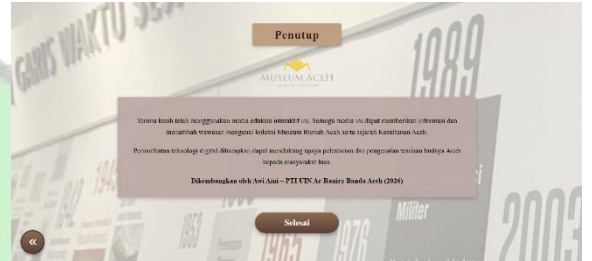 Penutup
MUSEUM ACEH
GARIS WAKTU
Terima kasih telah menggunakan media edukasi interaktif ini. Semoga media ini dapat memberikan informasi dan
menambah wawasan mengenai koleksi Museum Rumah Aceh serta sejarah Kesultanan Aceh.
Pemanfaatan teknologi digital diharapkan dapat mendukung upaya pelestarian dan pengenalan warisan budaya Aceh
kepada masyarakat luas.
Dikembangkan oleh Awi Aini – PTI UIN Ar Raniry Banda Aceh (2026)
Selesai
«
1989
Militer
1953
1965
1976
2003